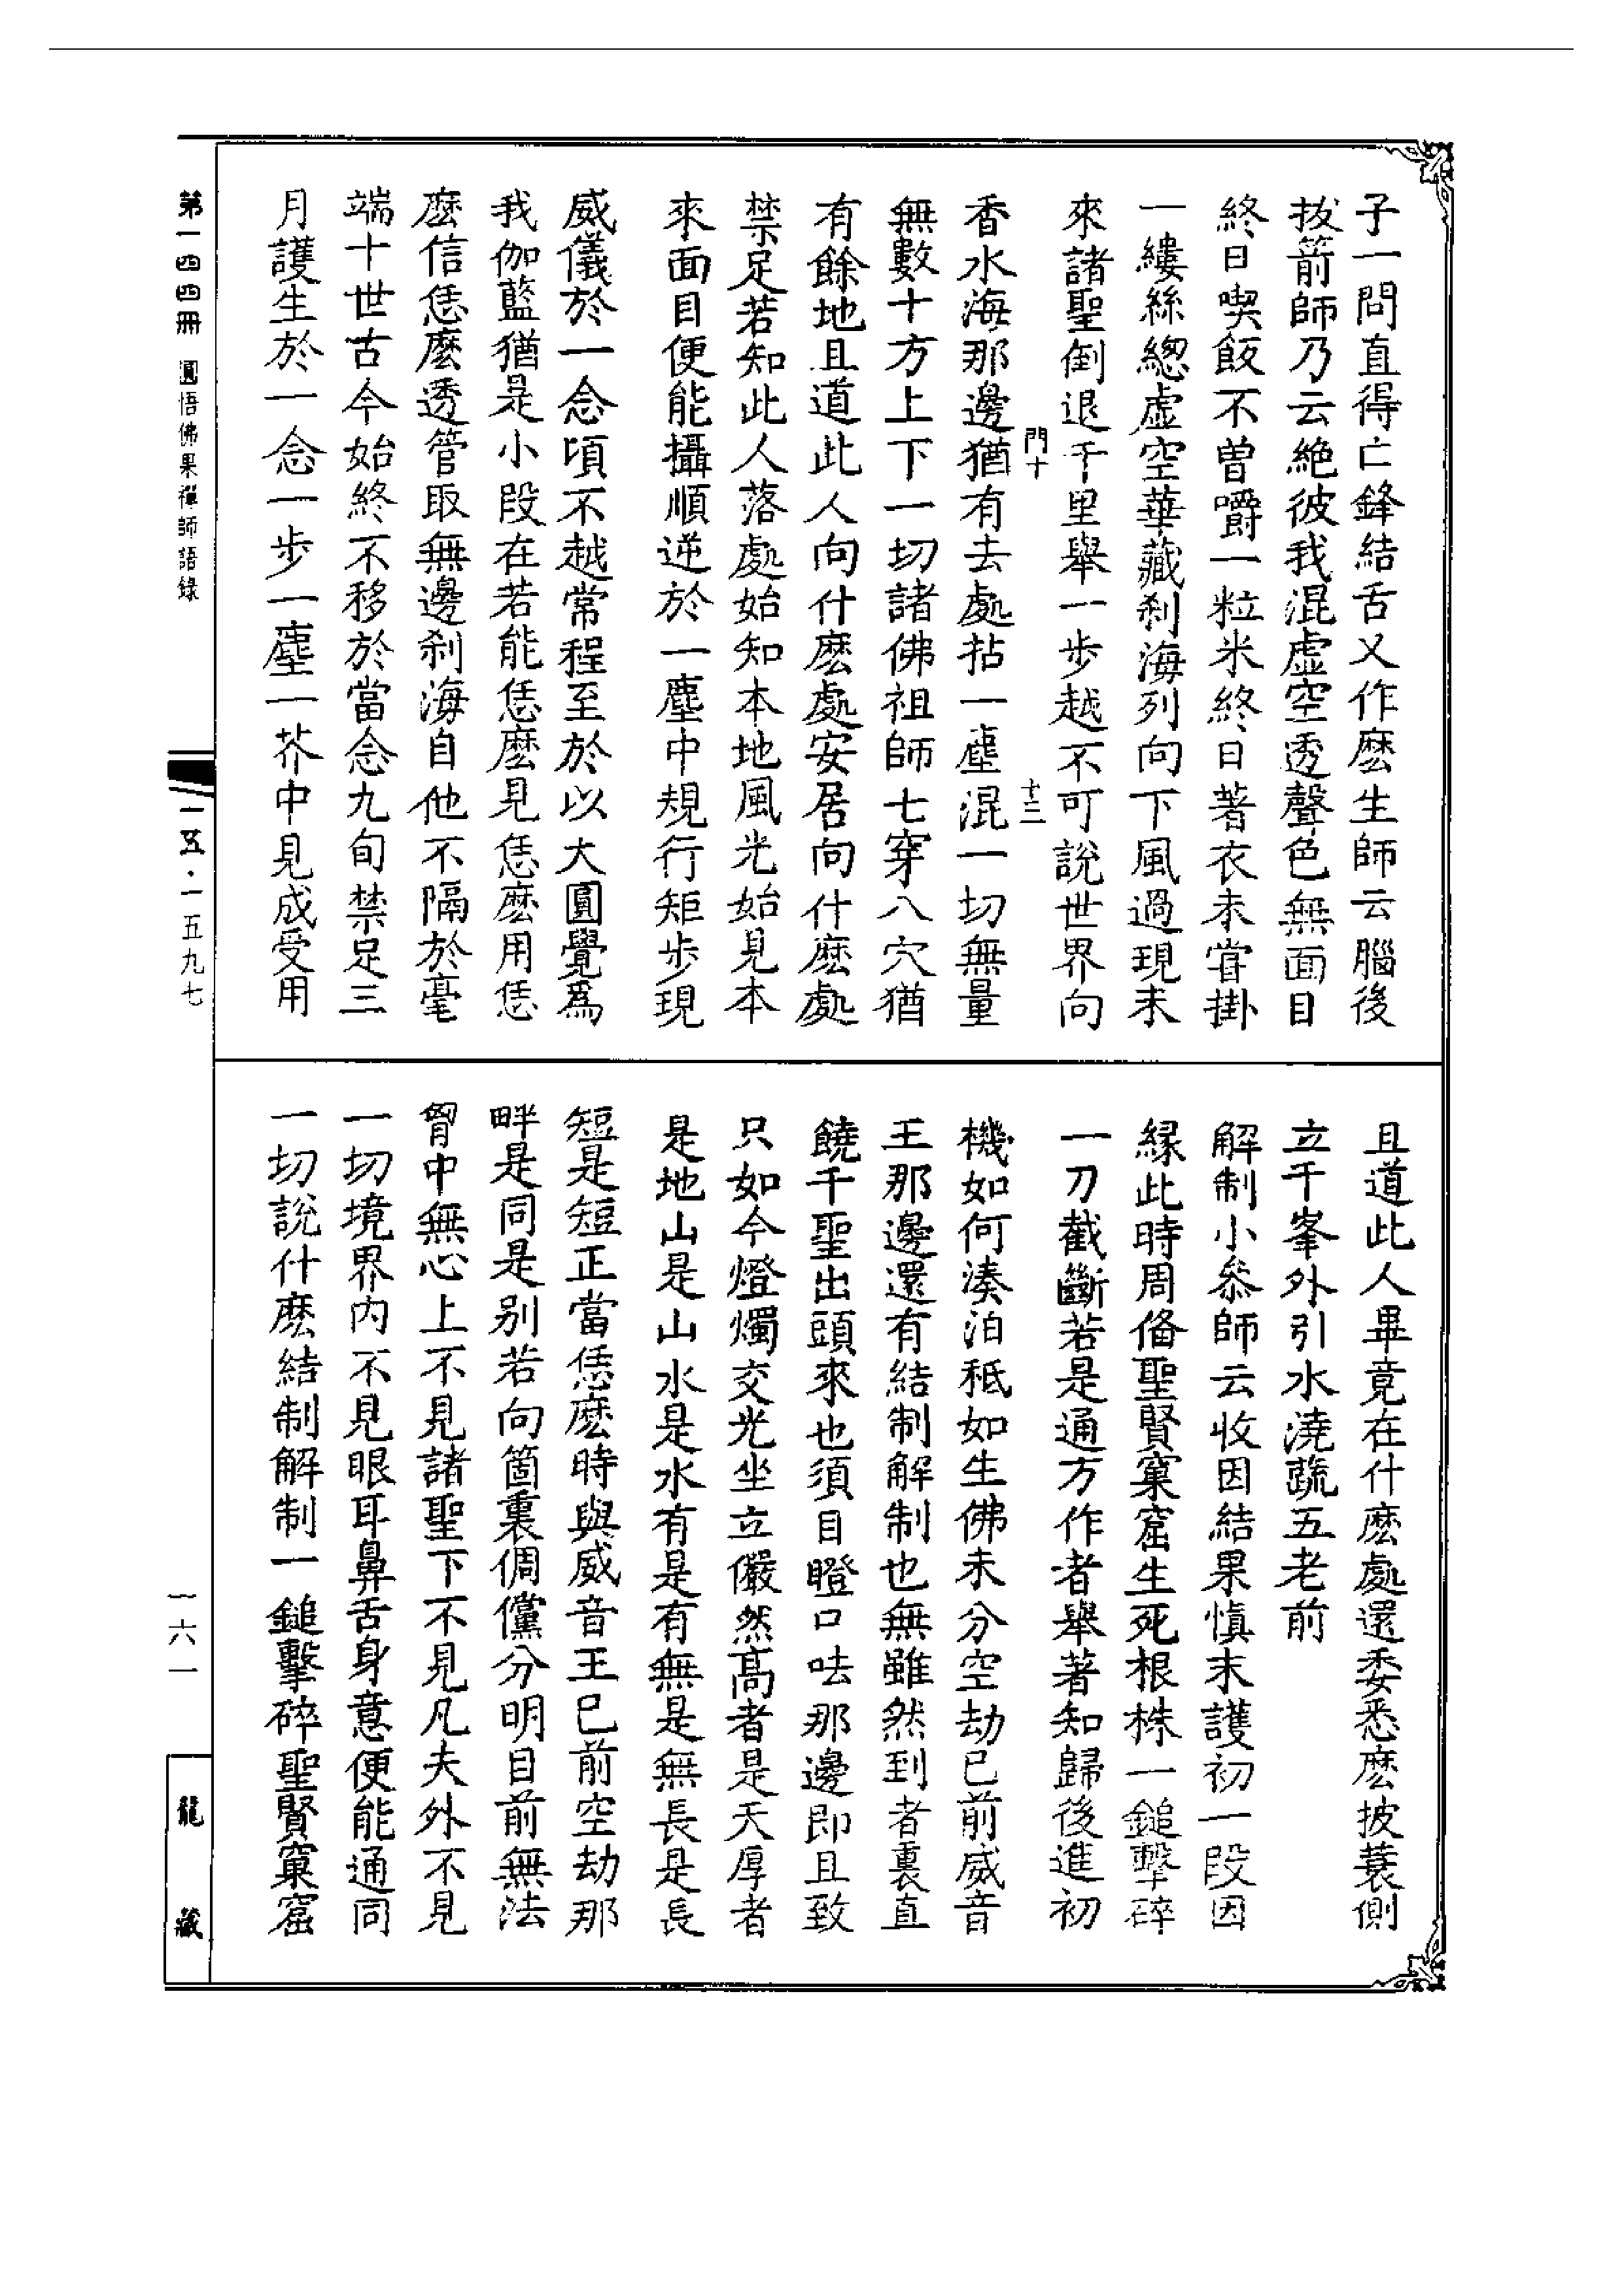 子一問直得亡鋒結舌又作麽生師云腦後
拔箭師乃云絶彼我混虛空透聲色無面目
終日喫飯不曾嚼一粒米終日著衣未甞掛
一縷絲緫虛空華藏刹海列向下風過現未
來諸聖倒退千里舉一步越不可說世界向
門十
十二
香水海那邊猶有去處拈一塵混一切無量
無數十方上下一切諸佛祖師七穿八穴猶
有餘地且道此人向什麽處安居向什麽處
禁足若知此人落處始知本地風光始見本
來面目便能攝順逆於一塵中規行矩步現
威儀於一念頃不越常程至於以大圓覺爲
我伽藍猶是小段在若能恁麽見恁麽用恁
麽信恁麽透管取無邊刹海自他不隔於毫
端十世古今始終不移於當念九旬禁足三
月護生於一念一步一塵一芥中見成受用
且道此人畢竟在什麽處還委悉麽披蓑側
立千峯外引水澆蔬五老前
解制小叅師云收因結果慎末護初一段因
緣此時周俻聖賢窠窟生死根株一鎚擊碎
一刀截斷若是通方作者舉著知歸後進初
機如何湊泊秪如生佛未分空劫已前威音
王那邊還有結制解制也無雖然到者裏直
饒千聖出頭來也須目瞪口呿那邊即且致
只如今燈燭交光坐立儼然高者是天厚者
是地山是山水是水有是有無是無長是長
短是短正當恁麽時與威音王已前空劫那
畔是同是別若向箇裏倜儻分明目前無法
胷中無心上不見諸聖下不見凡夫外不見
一切境界内不見眼耳鼻舌身意便能通同
一切說什麽結制解制一鎚擊碎聖賢窠窟
第一四四冊 圓悟佛果禪師語錄
一五·一五九七
一六一
龍藏